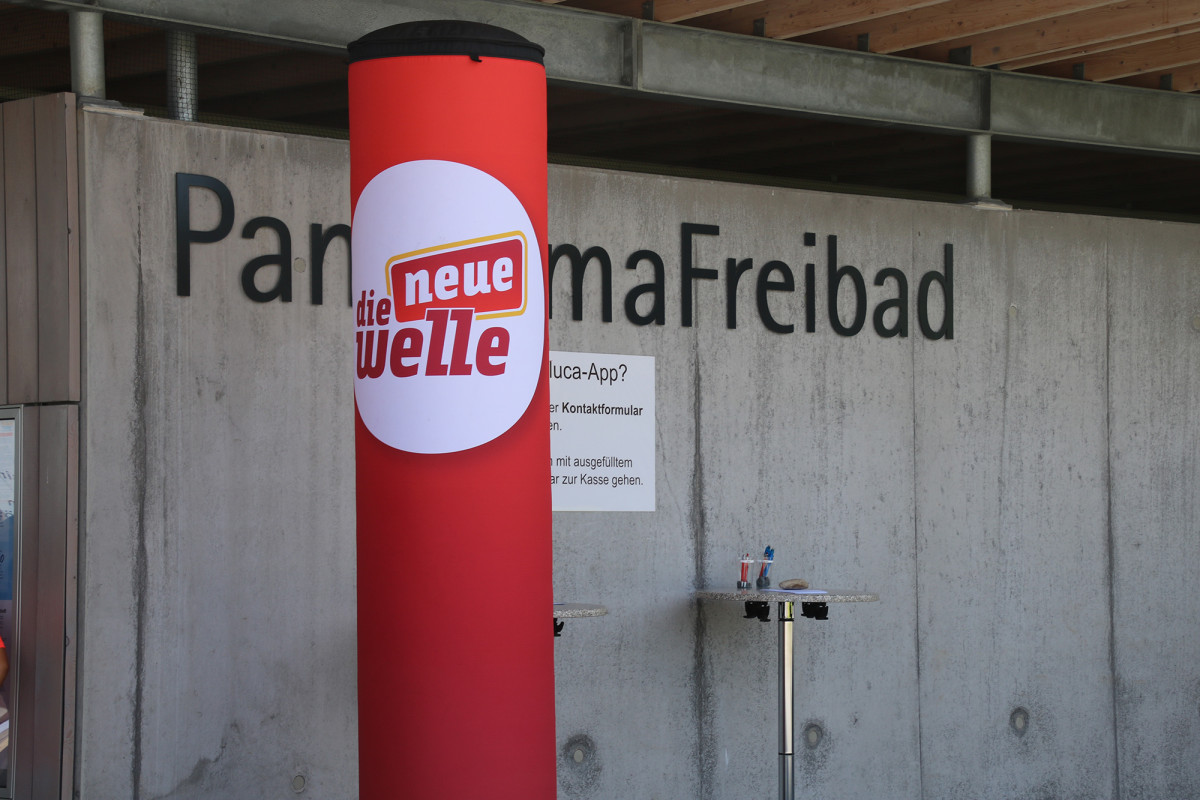 Pan maFreibad
die neue
welle
luca-App?
er Kontaktformular
en.
n mit ausgefülltem
ar zur Kasse gehen.